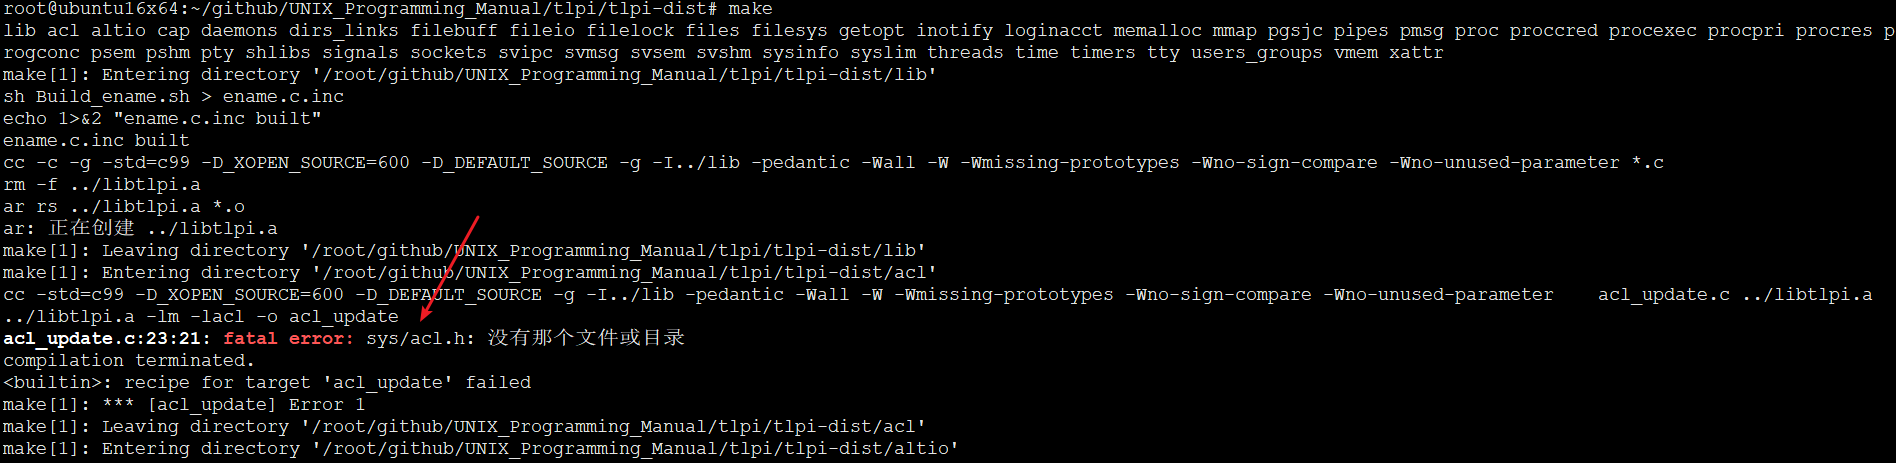 root@ubuntu16x64:~/github/UNIX_Programming_Manual/tlpi/tlpi-dist# make
lib acl altio cap daemons dirs_links filebuff fileio filelock files filesys getopt inotify loginacct memalloc mmap pgsjc pipes pmsg proc proccred procexec procpri procres p
rogconc psem pshm pty shlibs signals sockets svipc svmsg svsem svshm sysinfo syslim threads time timers tty users_groups vmem xattr
make[1]: Entering directory '/root/github/UNIX_Programming_Manual/tlpi/tlpi-dist/lib'
sh Build_ename.sh > ename.c.inc
echo 1>&2 "ename.c.inc built"
ename.c.inc built
cc -c -g -std=c99 -D_XOPEN_SOURCE=600 -D_DEFAULT_SOURCE -g -I../lib -pedantic -Wall -W -Wmissing-prototypes -Wno-sign-compare -Wno-unused-parameter *.c
rm -f ../libtlpi.a
ar rs ../libtlpi.a *.o
ar: 正在创建 ../libtlpi.a
make[1]: Leaving directory '/root/github/UNIX_Programming_Manual/tlpi/tlpi-dist/lib'
make[1]: Entering directory '/root/github/UNIX_Programming_Manual/tlpi/tlpi-dist/acl'
cc -std=c99 -D_XOPEN_SOURCE=600 -D_DEFAULT_SOURCE -g -I../lib -pedantic -Wall -W -Wmissing-prototypes -Wno-sign-compare -Wno-unused-parameter    acl_update.c ../libtlpi.a
../libtlpi.a -lm -lacl -o acl_update
acl_update.c:23:21: fatal error: sys/acl.h: 没有那个文件或目录
compilation terminated.
<builtin>: recipe for target 'acl_update' failed
make[1]: *** [acl_update] Error 1
make[1]: Leaving directory '/root/github/UNIX_Programming_Manual/tlpi/tlpi-dist/acl'
make[1]: Entering directory '/root/github/UNIX_Programming_Manual/tlpi/tlpi-dist/altio'